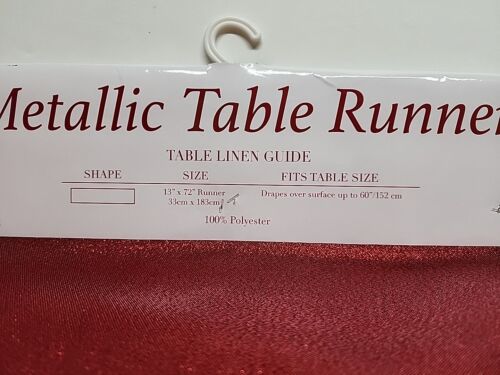 Metallic Table Runner
TABLE LINEN GUIDE
SHAPE SIZE FITS TABLE SIZE
13" x 72" Runner Drapes over surface up to 60"/152 cm
33cm x 183cm
100% Polyester